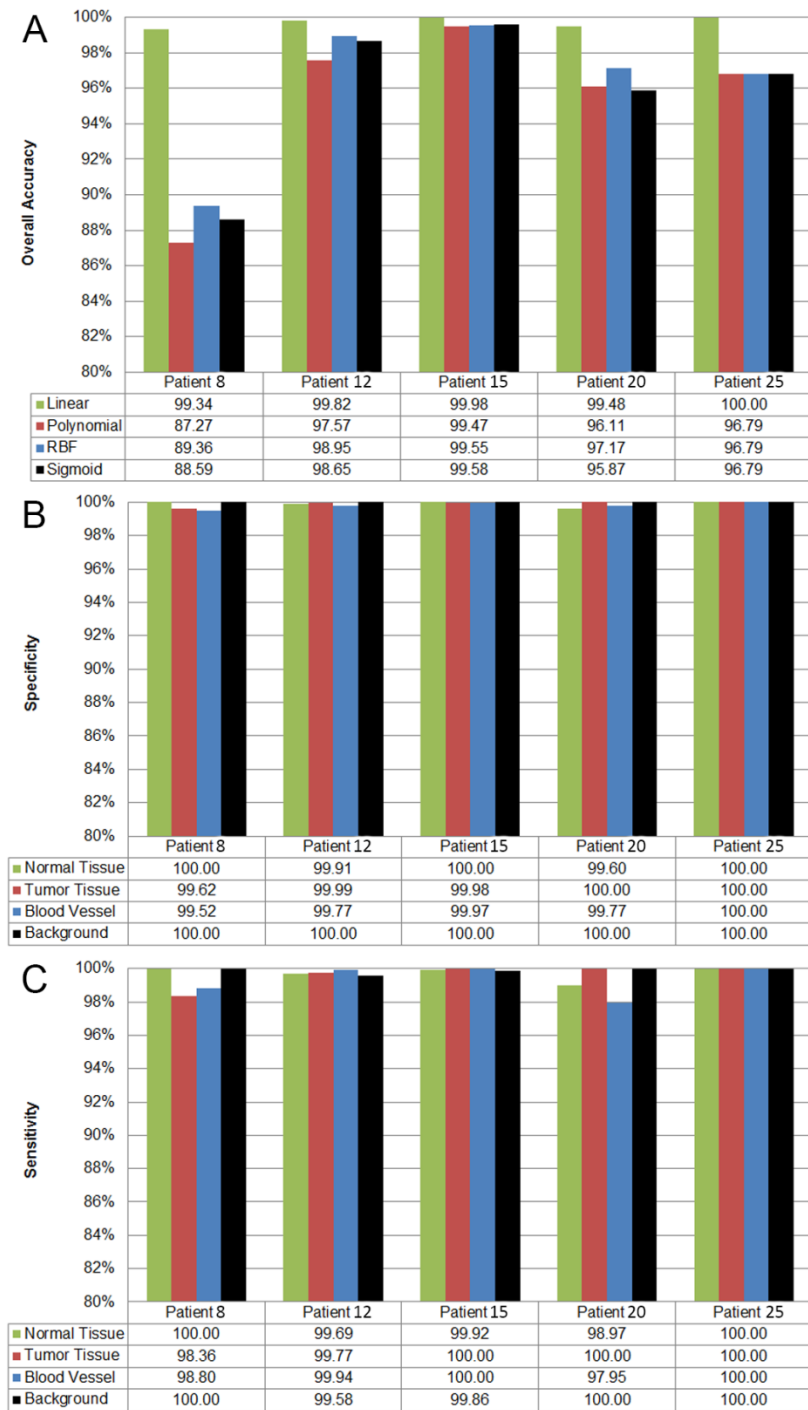 A
Overall Accuracy
100%
98%
96%
94%
92%
90%
88%
86%
84%
82%
80%
Patient 8 Patient 12 Patient 15 Patient 20 Patient 25
Linear 99.34 99.82 99.98 99.48 100.00
Polynomial 87.27 97.57 99.47 96.11 96.79
RBF 89.36 98.95 99.55 97.17 96.79
Sigmoid 88.59 98.65 99.58 95.87 96.79
B
Specificity
100%
98%
96%
94%
92%
90%
88%
86%
84%
82%
80%
Patient 8 Patient 12 Patient 15 Patient 20 Patient 25
Normal Tissue 100.00 99.91 100.00 99.60 100.00
Tumor Tissue 99.62 99.99 99.98 100.00 100.00
Blood Vessel 99.52 99.77 99.97 99.77 100.00
Background 100.00 100.00 100.00 100.00 100.00
C
Sensitivity
100%
98%
96%
94%
92%
90%
88%
86%
84%
82%
80%
Patient 8 Patient 12 Patient 15 Patient 20 Patient 25
Normal Tissue 100.00 99.69 99.92 98.97 100.00
Tumor Tissue 98.36 99.77 100.00 100.00 100.00
Blood Vessel 98.80 99.94 100.00 97.95 100.00
Background 100.00 99.58 99.86 100.00 100.00